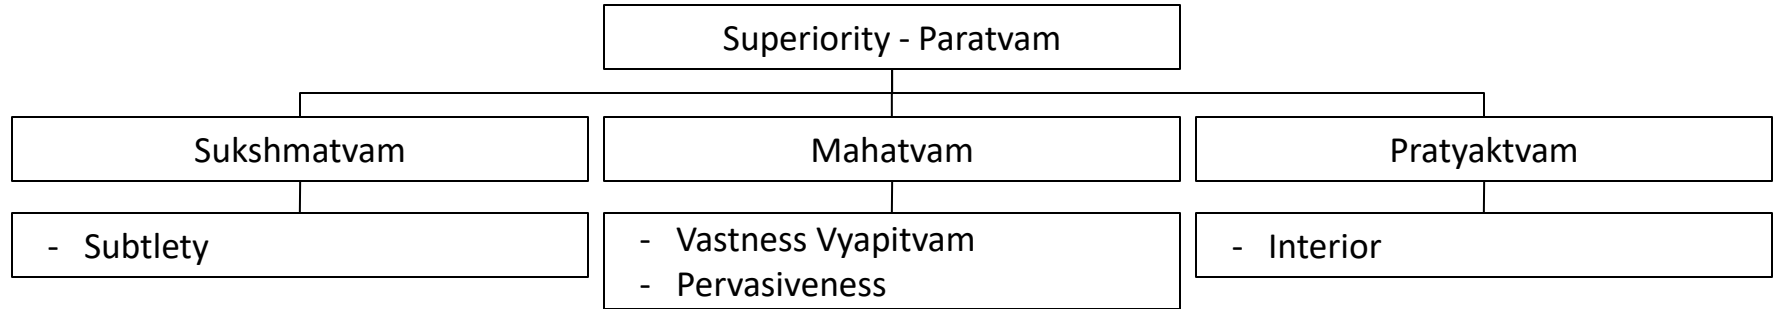 Superiority - Paratvam
Sukshmatvam
Mahatvam
Pratyaktvam
- Subtlety
- Vastness Vyapitvam
- Pervasiveness
- Interior